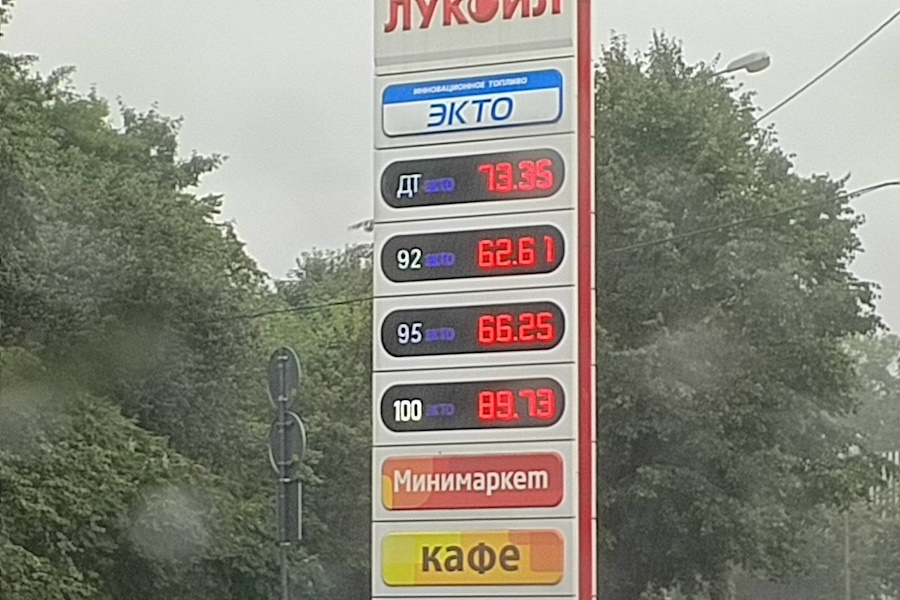 ЛУКОЙЛ
ИННОВАЦИОННОЕ ТОПЛИВО
ЭКТО
ДТ ЭКТО 73.35
92 ЭКТО 62.61
95 ЭКТО 66.25
100 ЭКТО 89.73
Минимаркет
кафе